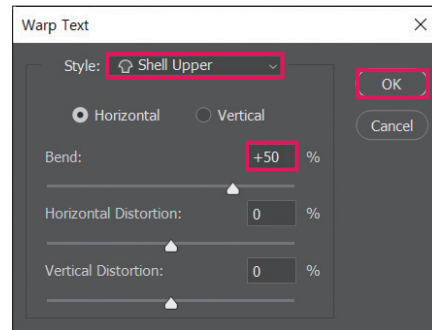 Warp Text
Style: Shell Upper
OK
Horizontal Vertical
Cancel
Bend: +50 %
Horizontal Distortion: 0 %
Vertical Distortion: 0 %